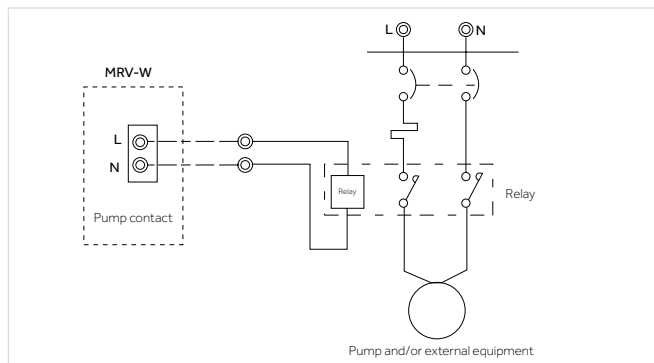 L N
MRV-W
L
N
Relay
Relay
Pump contact
Pump and/or external equipment